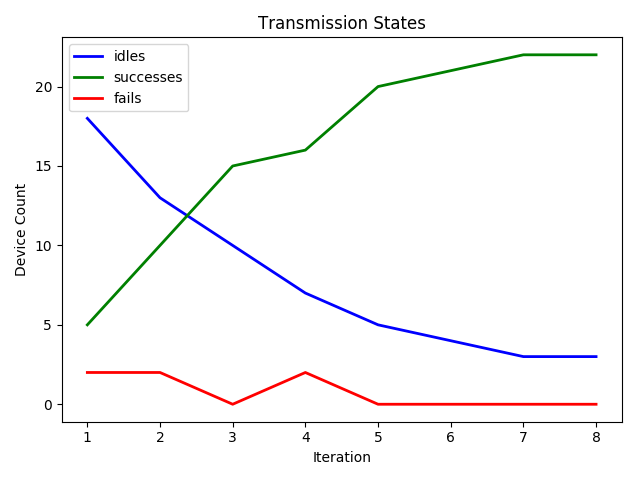 Transmission States
idles
successes
fails
20
15
10
5
0
Device Count
1 2 3 4 5 6 7 8
Iteration